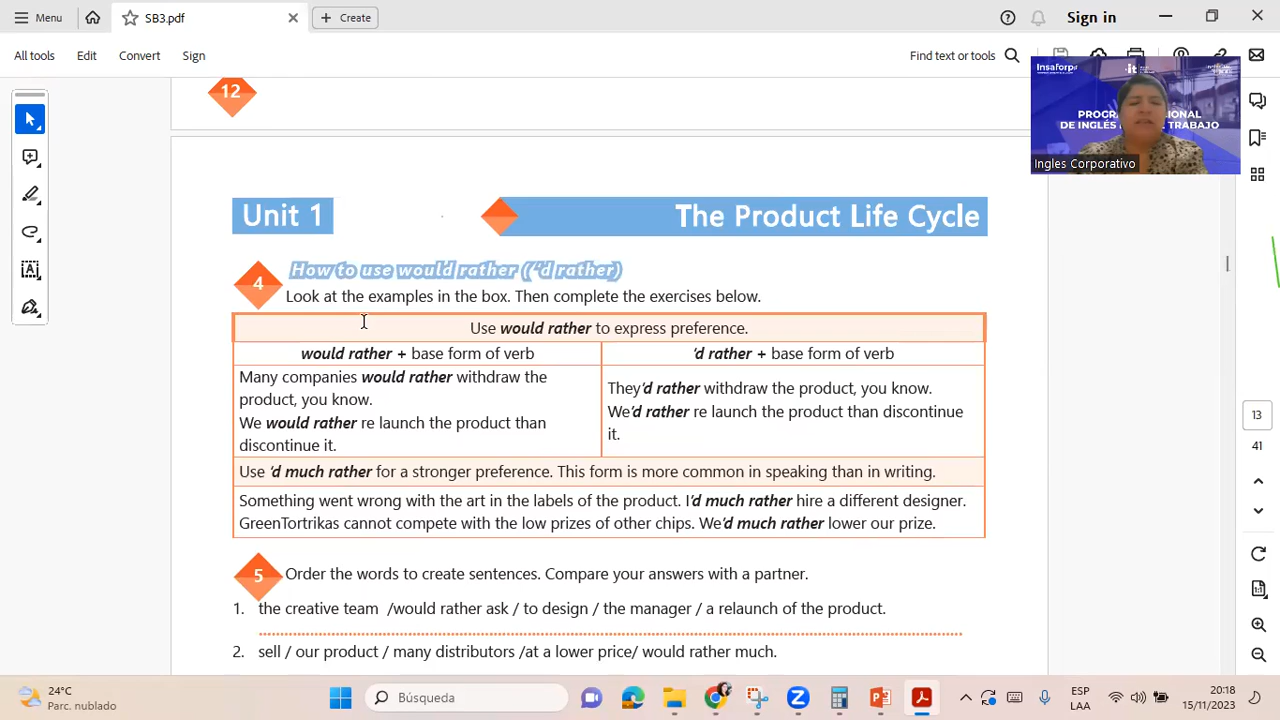 Menu
SB3.pdf
Create
Sign in
All tools
Edit
Convert
Sign
Find text or tools
12
Insaforp
it
PROGR CIONAL
DE INGLÉS TRABAJO
Ingles Corporativo
Unit 1
The Product Life Cycle
4
How to use would rather (('d rather)
Look at the examples in the box. Then complete the exercises below.
Use would rather to express preference.
would rather + base form of verb
'd rather + base form of verb
Many companies would rather withdraw the
product, you know.
We would rather re launch the product than
discontinue it.
They'd rather withdraw the product, you know.
We'd rather re launch the product than discontinue
it.
Use 'd much rather for a stronger preference. This form is more common in speaking than in writing.
Something went wrong with the art in the labels of the product. I'd much rather hire a different designer.
GreenTortrikas cannot compete with the low prizes of other chips. We'd much rather lower our prize.
5
Order the words to create sentences. Compare your answers with a partner.
1. the creative team /would rather ask / to design / the manager / a relaunch of the product.
2. sell / our product / many distributors /at a lower price/ would rather much.
13
41
24°C
Parc. nublado
Búsqueda
ESP
LAA
20:18
15/11/2023